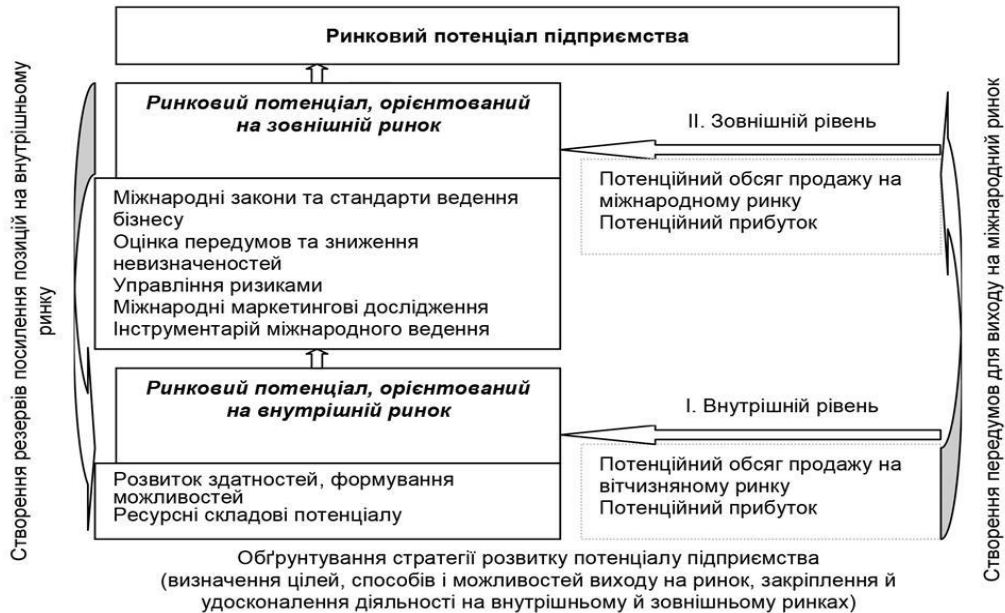 Ринковий потенціал підприємства
Створення резервів посилення позицій на внутрішньому
ринку
Ринковий потенціал, орієнтований
на зовнішній ринок
Міжнародні закони та стандарти ведення
бізнесу
Оцінка передумов та зниження
невизначеностей
Управління ризиками
Міжнародні маркетингові дослідження
Інструментарій міжнародного ведення
II. Зовнішній рівень
Потенційний обсяг продажу на
міжнародному ринку
Потенційний прибуток
Ринковий потенціал, орієнтований
на внутрішній ринок
Розвиток здатностей, формування
можливостей
Ресурсні складові потенціалу
I. Внутрішній рівень
Потенційний обсяг продажу на
вітчизняному ринку
Потенційний прибуток
Створення передумов для виходу на міжнародний ринок
Обґрунтування стратегії розвитку потенціалу підприємства
(визначення цілей, способів і можливостей виходу на ринок, закріплення й
удосконалення діяльності на внутрішньому й зовнішньому ринках)